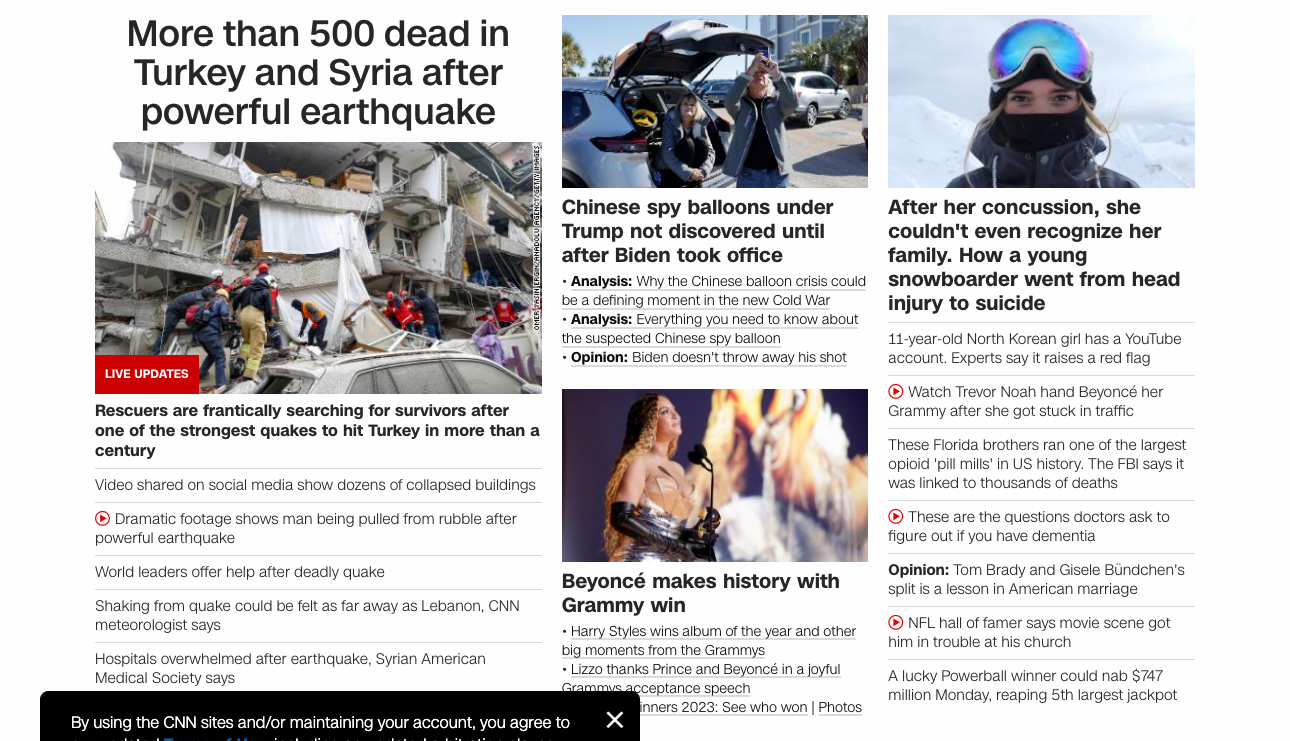 More than 500 dead in
Turkey and Syria after
powerful earthquake
OMER YASIN ERGIN/ANADOLU AGENCY/GETTY IMAGES
LIVE UPDATES
Rescuers are frantically searching for survivors after
one of the strongest quakes to hit Turkey in more than a
century
Video shared on social media show dozens of collapsed buildings
Dramatic footage shows man being pulled from rubble after
powerful earthquake
World leaders offer help after deadly quake
Shaking from quake could be felt as far away as Lebanon, CNN
meteorologist says
Hospitals overwhelmed after earthquake, Syrian American
Medical Society says
Chinese spy balloons under
Trump not discovered until
after Biden took office
• Analysis: Why the Chinese balloon crisis could
be a defining moment in the new Cold War
• Analysis: Everything you need to know about
the suspected Chinese spy balloon
• Opinion: Biden doesn't throw away his shot
Beyoncé makes history with
Grammy win
• Harry Styles wins album of the year and other
big moments from the Grammys
• Lizzo thanks Prince and Beyoncé in a joyful
Grammys acceptance speech
inners 2023: See who won | Photos
After her concussion, she
couldn't even recognize her
family. How a young
snowboarder went from head
injury to suicide
11-year-old North Korean girl has a YouTube
account. Experts say it raises a red flag
Watch Trevor Noah hand Beyoncé her
Grammy after she got stuck in traffic
These Florida brothers ran one of the largest
opioid 'pill mills' in US history. The FBI says it
was linked to thousands of deaths
These are the questions doctors ask to
figure out if you have dementia
Opinion: Tom Brady and Gisele Bündchen's
split is a lesson in American marriage
NFL hall of famer says movie scene got
him in trouble at his church
A lucky Powerball winner could nab $747
million Monday, reaping 5th largest jackpot
By using the CNN sites and/or maintaining your account, you agree to